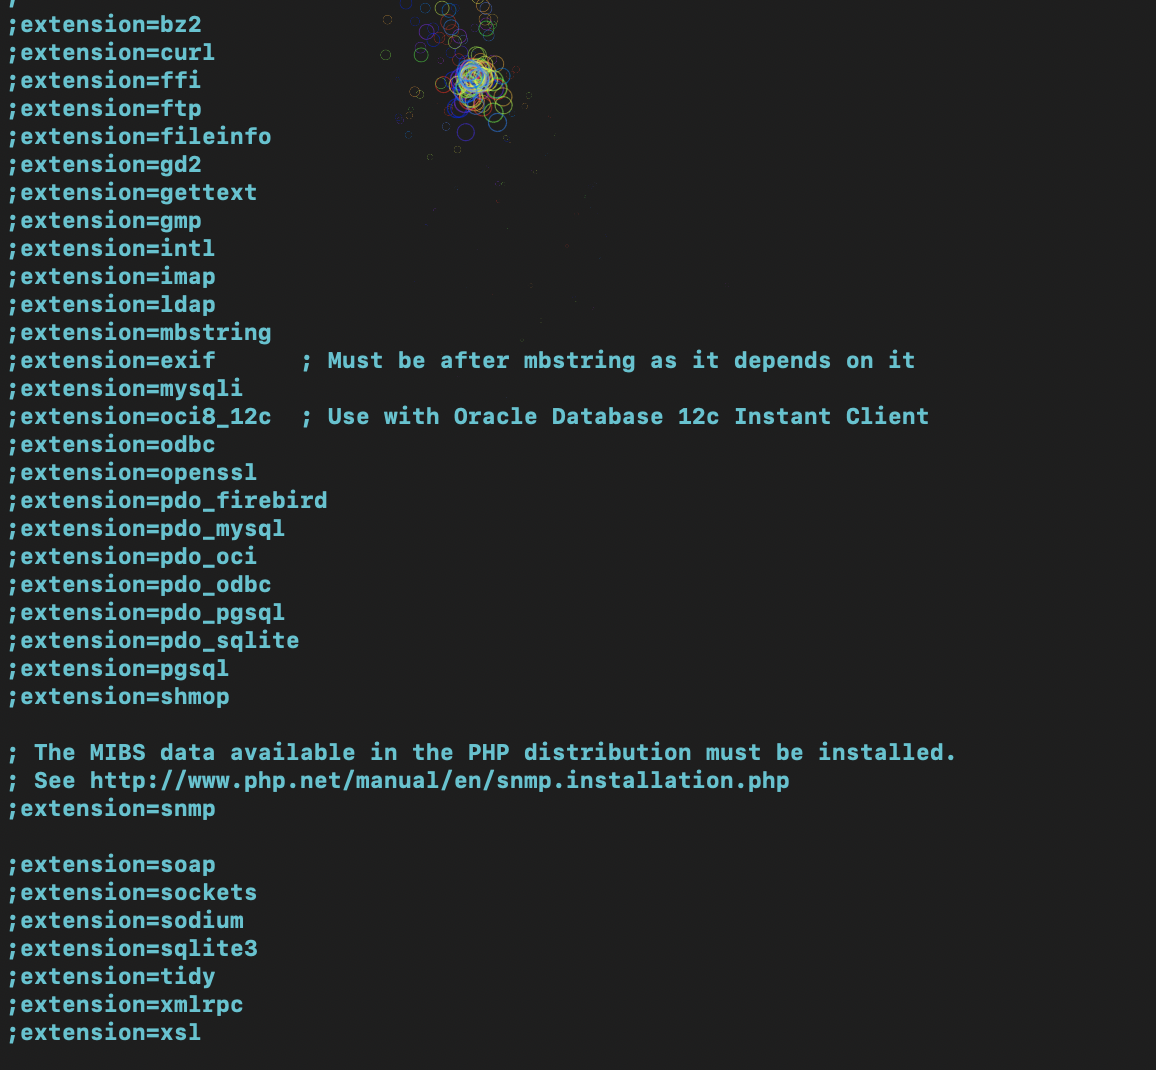 ;extension=bz2
;extension=curl
;extension=ffi
;extension=ftp
;extension=fileinfo
;extension=gd2
;extension=gettext
;extension=gmp
;extension=intl
;extension=imap
;extension=ldap
;extension=mbstring
;extension=exif      ; Must be after mbstring as it depends on it
;extension=mysqli
;extension=oci8_12c  ; Use with Oracle Database 12c Instant Client
;extension=odbc
;extension=openssl
;extension=pdo_firebird
;extension=pdo_mysql
;extension=pdo_oci
;extension=pdo_odbc
;extension=pdo_pgsql
;extension=pdo_sqlite
;extension=pgsql
;extension=shmop

; The MIBS data available in the PHP distribution must be installed.
; See http://www.php.net/manual/en/snmp.installation.php
;extension=snmp

;extension=soap
;extension=sockets
;extension=sodium
;extension=sqlite3
;extension=tidy
;extension=xmlrpc
;extension=xsl